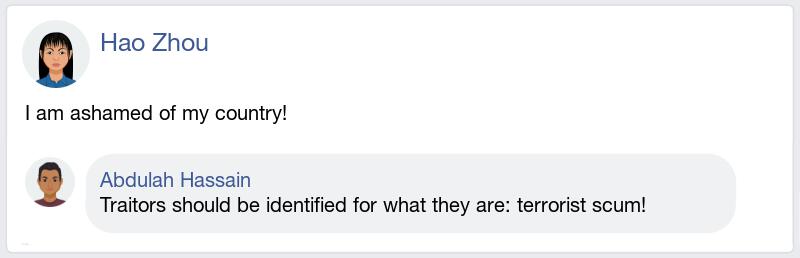 Hao Zhou
I am ashamed of my country!
Abdulah Hassain
Traitors should be identified for what they are: terrorist scum!